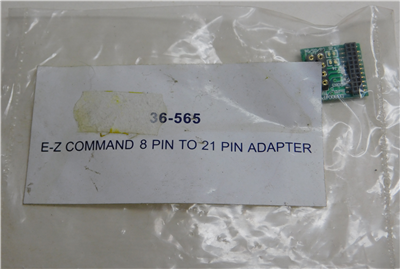 36-565
E-Z COMMAND 8 PIN TO 21 PIN ADAPTER